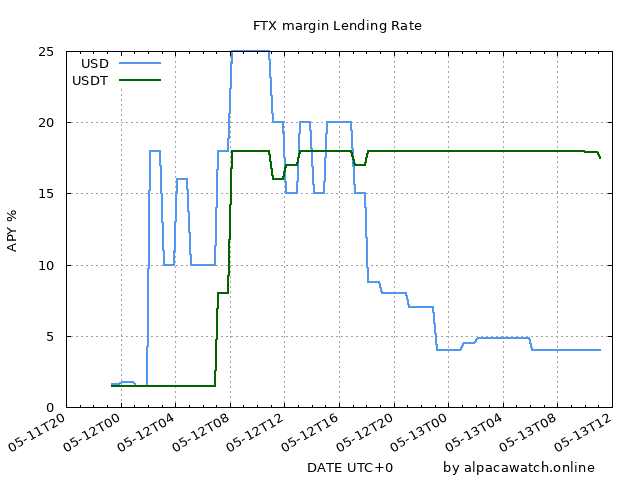 FTX margin Lending Rate
USD
USDT
25
20
15
10
5
0
APY %
05-11T20
05-12T00
05-12T04
05-12T08
05-12T12
05-12T16
05-12T20
05-13T00
05-13T04
05-13T08
05-13T12
DATE UTC+0
by alpacawatch.online